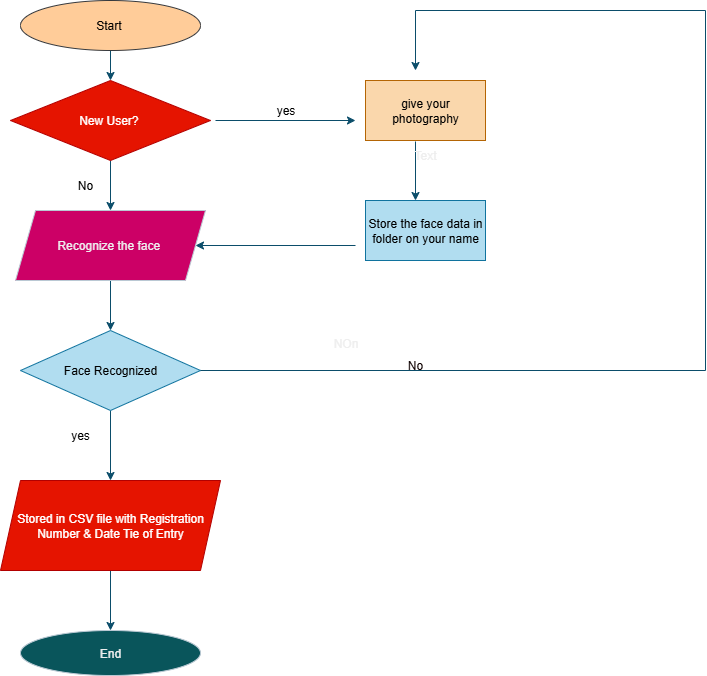 Start
New User?
yes
give your
photography
Text
No
Recognize the face
Store the face data in
folder on your name
NOn
Face Recognized
No
yes
Stored in CSV file with Registration
Number & Date Tie of Entry
End